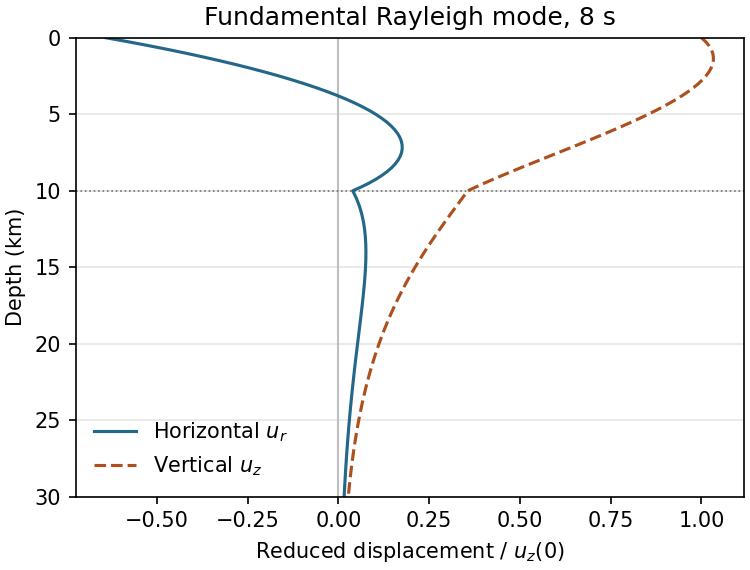 Fundamental Rayleigh mode, 8 s
0
5
10
15
20
25
30
Depth (km)
Horizontal u_r
Vertical u_z
−0.50 −0.25 0.00 0.25 0.50 0.75 1.00
Reduced displacement / u_z(0)